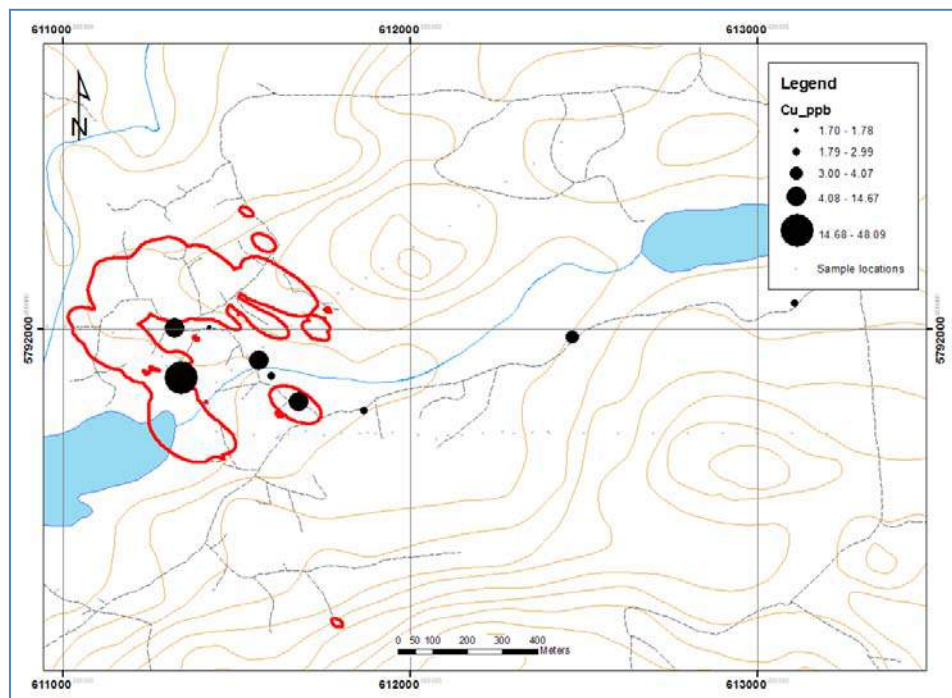 611000 612000 613000
N
Legend
Cu_ppb
1.70 - 1.78
1.79 - 2.99
3.00 - 4.07
4.08 - 14.67
14.68 - 48.09
Sample locations
5792000 5792000
0 50 100 200 300 400
Meters
611000 612000 613000